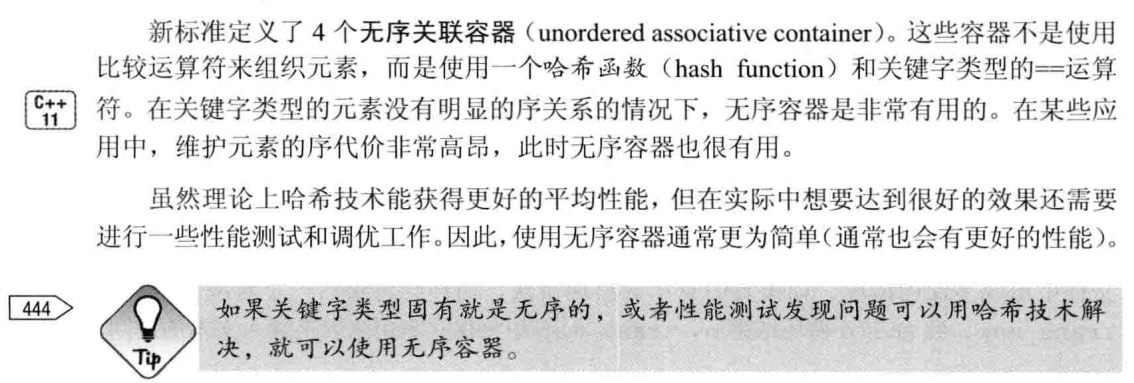 新标准定义了 4 个无序关联容器（unordered associative container）。这些容器不是使用
比较运算符来组织元素，而是使用一个哈希函数（hash function）和关键字类型的==运算
C++
11
符。在关键字类型的元素没有明显的序关系的情况下，无序容器是非常有用的。在某些应
用中，维护元素的序代价非常高昂，此时无序容器也很有用。
虽然理论上哈希技术能获得更好的平均性能，但在实际中想要达到很好的效果还需要
进行一些性能测试和调优工作。因此，使用无序容器通常更为简单（通常也会有更好的性能）。
444
Tip
如果关键字类型固有就是无序的，或者性能测试发现问题可以用哈希技术解
决，就可以使用无序容器。